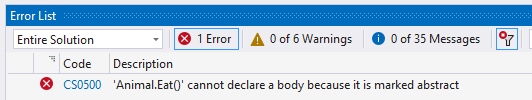 Error List
Entire Solution 1 Error 0 of 6 Warnings 0 of 35 Messages
Code Description
CS0500 'Animal.Eat()' cannot declare a body because it is marked abstract